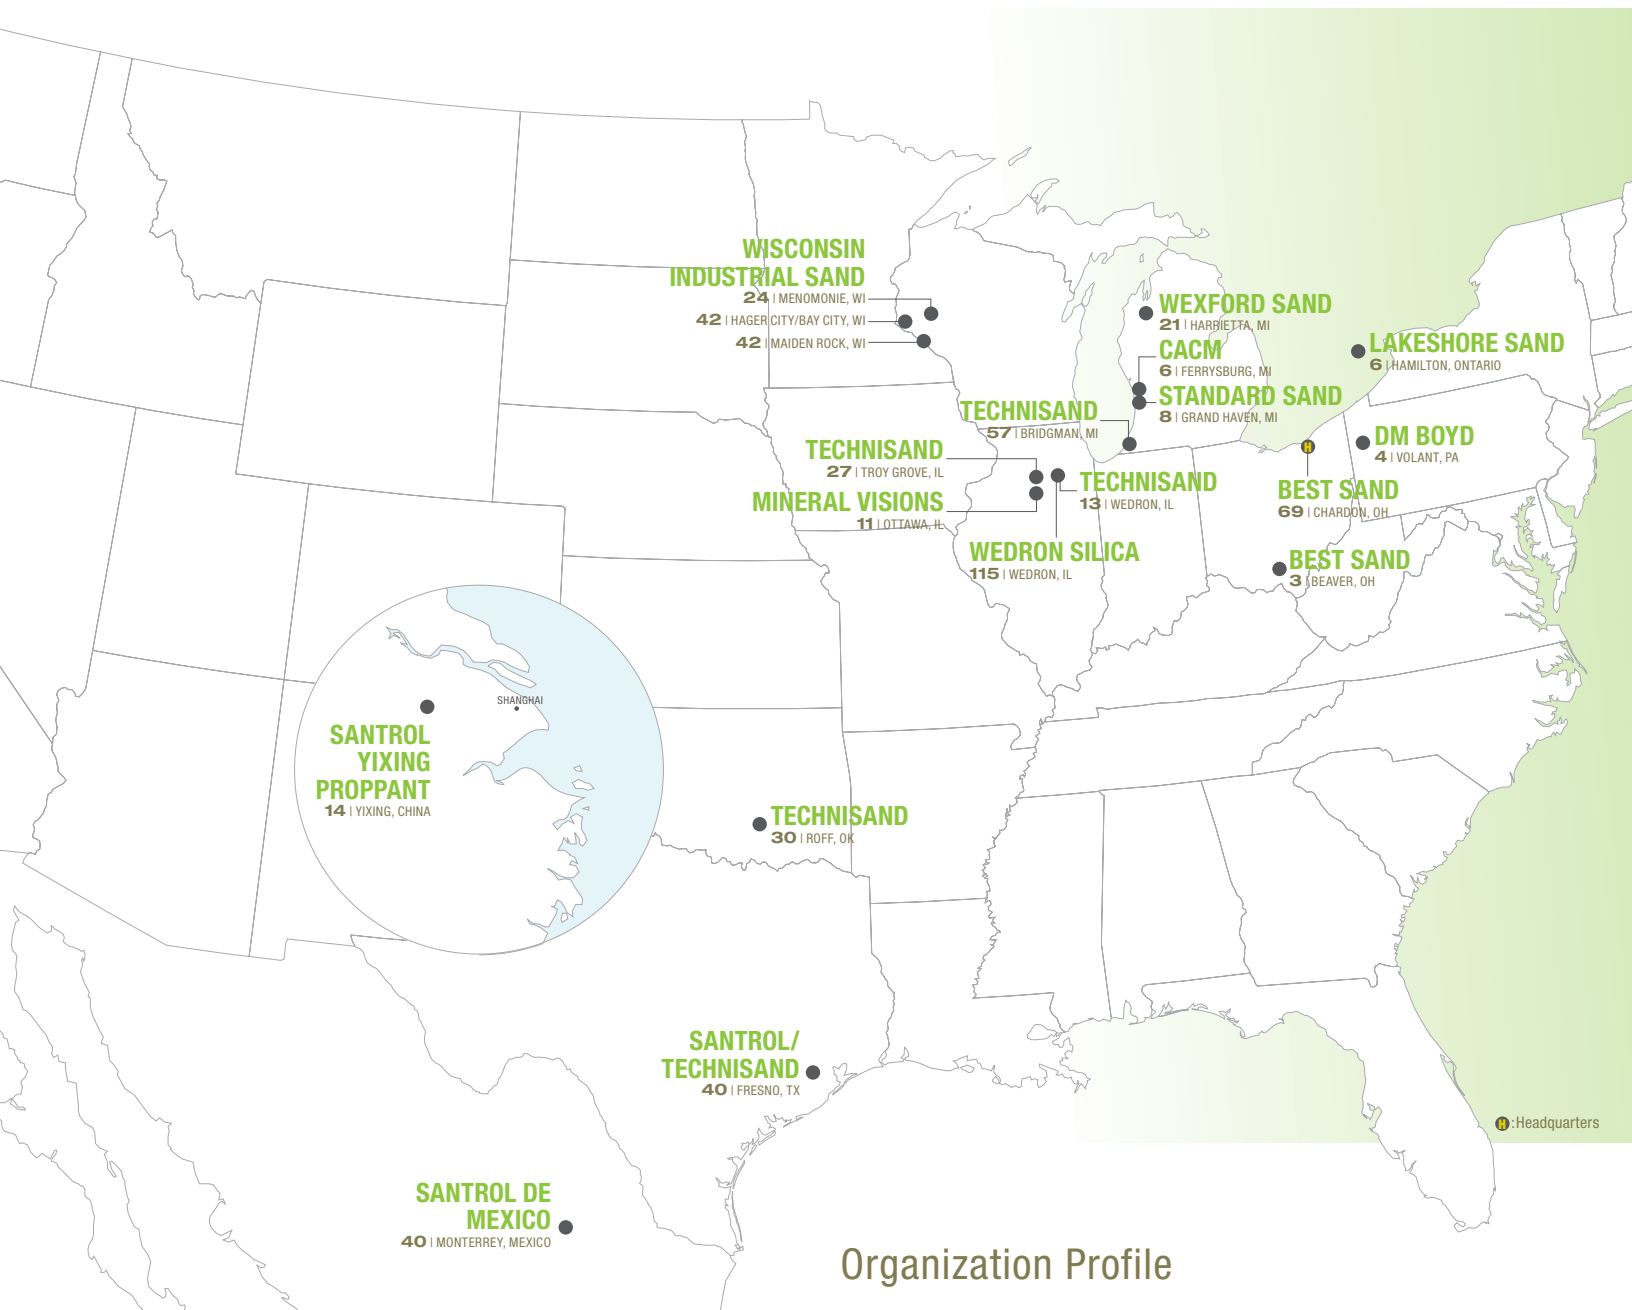 WISCONSIN
INDUSTRIAL SAND
24 | MENOMONIE, WI
42 | HAGER CITY/BAY CITY, WI
42 | MAIDEN ROCK, WI
WEXFORD SAND
21 | HARRIETTA, MI
CACM
6 | FERRYSBURG, MI
STANDARD SAND
8 | GRAND HAVEN, MI
LAKESHORE SAND
6 | HAMILTON, ONTARIO
TECHNISAND
57 | BRIDGMAN, MI
TECHNISAND
27 | TROY GROVE, IL
MINERAL VISIONS
11 | OTTAWA, IL
TECHNISAND
13 | WEDRON, IL
WEDRON SILICA
115 | WEDRON, IL
DM BOYD
4 | VOLANT, PA
H
BEST SAND
69 | CHARDON, OH
BEST SAND
3 | BEAVER, OH
SHANGHAI
SANTROL
YIXING
PROPPANT
14 | YIXING, CHINA
TECHNISAND
30 | ROFF, OK
SANTROL/
TECHNISAND
40 | FRESNO, TX
H :Headquarters
SANTROL DE
MEXICO
40 | MONTERREY, MEXICO
Organization Profile